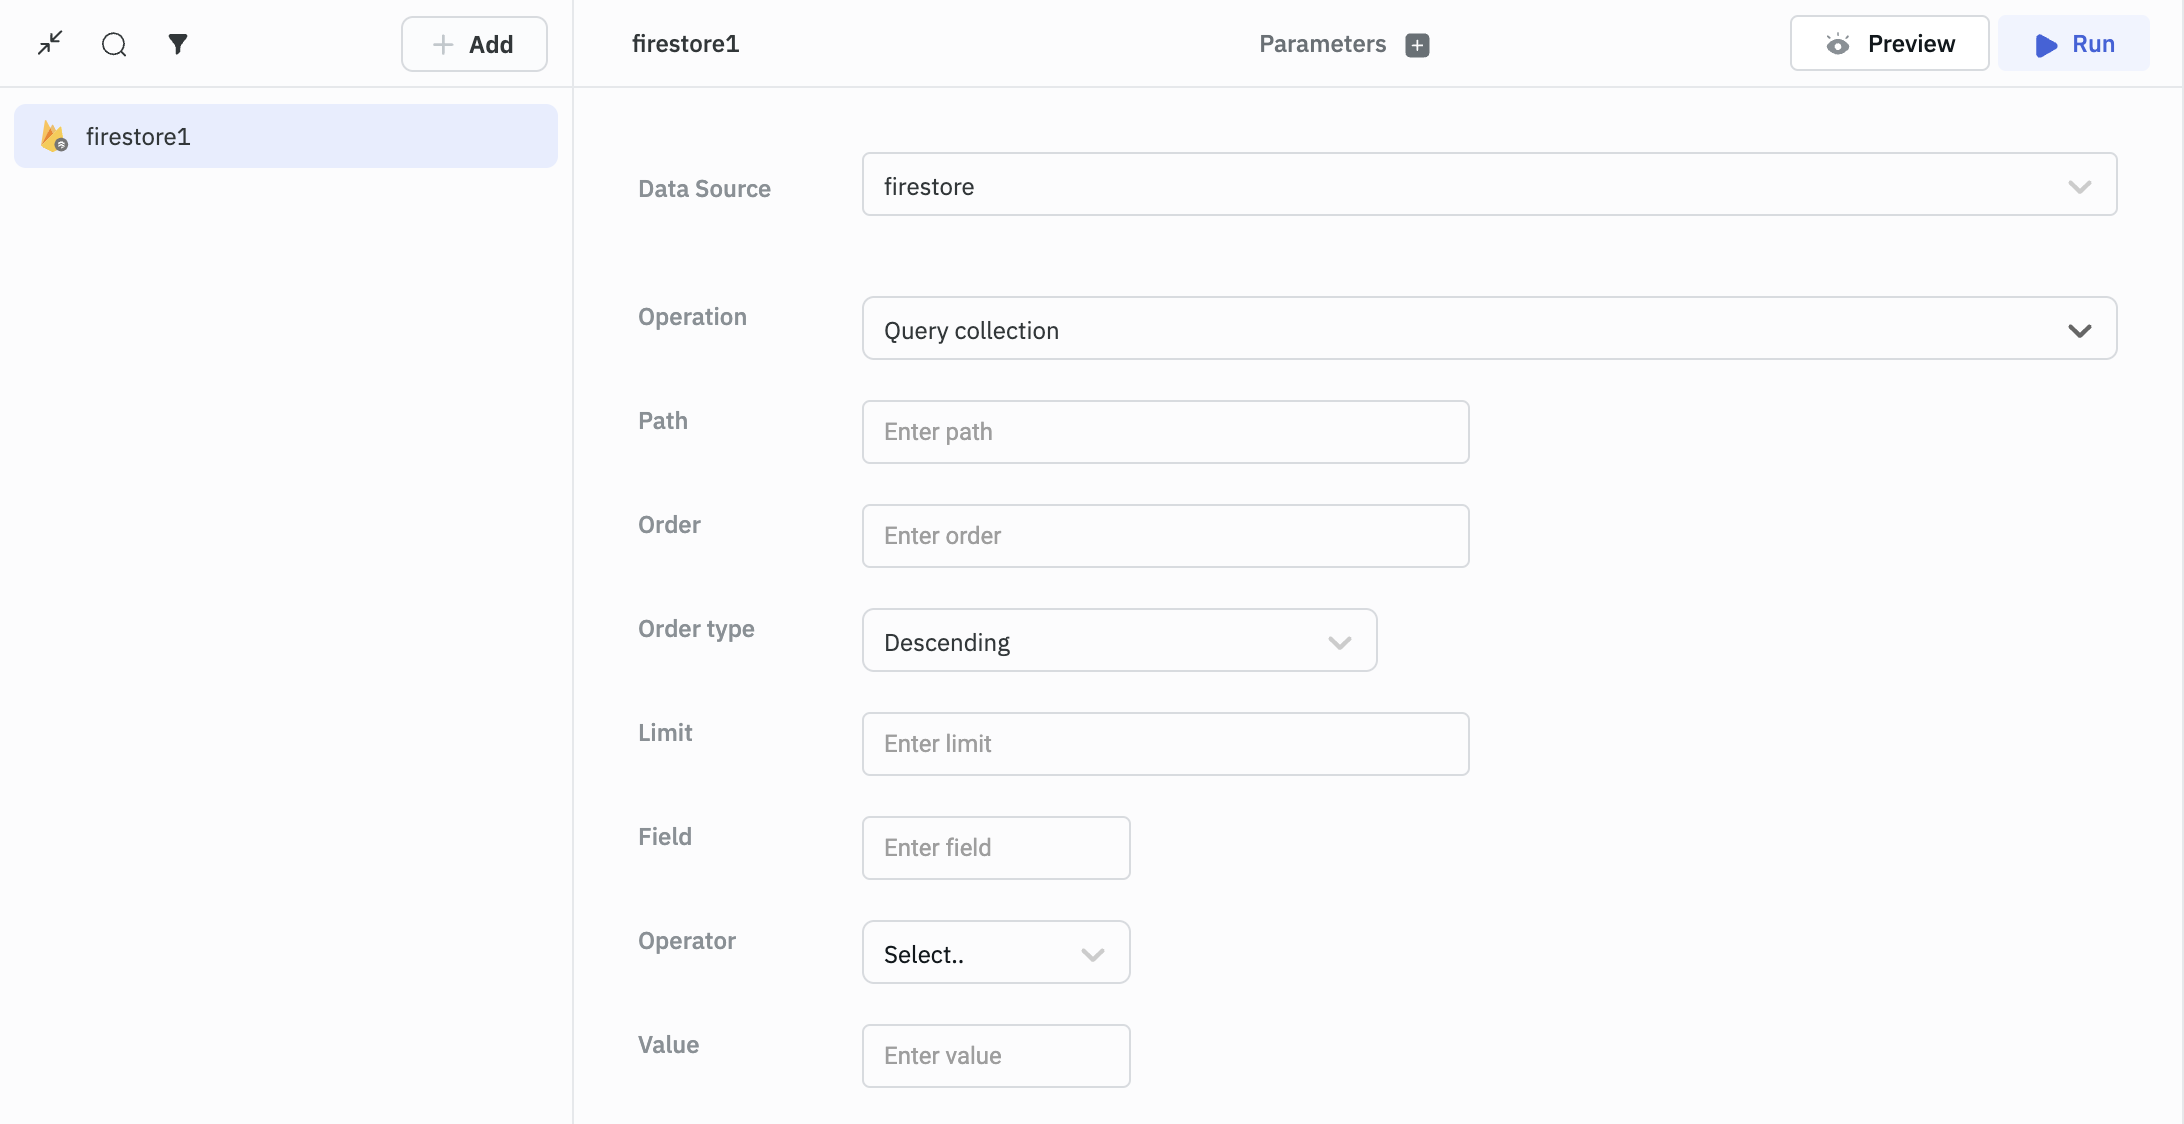 Add
firestore1
firestore1
Parameters
Preview
Run
Data Source
firestore
Operation
Query collection
Path
Enter path
Order
Enter order
Order type
Descending
Limit
Enter limit
Field
Enter field
Operator
Select..
Value
Enter value